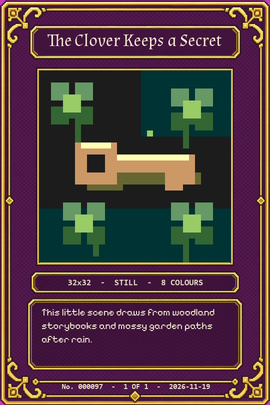 The Clover Keeps a Secret
32x32 - STILL - 8 COLOURS
This little scene draws from woodland
storybooks and mossy garden paths
after rain.
No. 000097 - 1 OF 1 - 2026-11-19